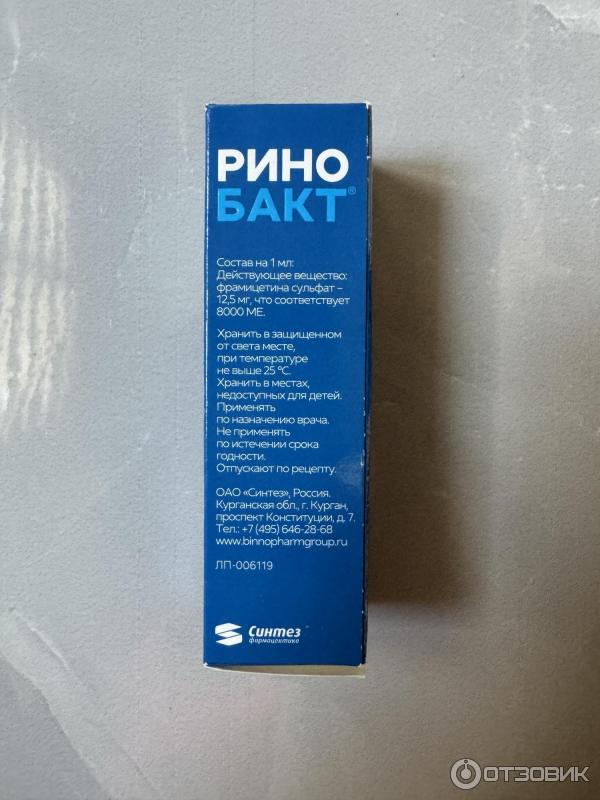 РИНО
БАКТ®
Состав на 1 мл:
Действующее вещество:
фрамицетина сульфат –
12,5 мг, что соответствует
8000 МЕ.
Хранить в защищенном
от света месте,
при температуре
не выше 25 °C.
Хранить в местах,
недоступных для детей.
Применять
по назначению врача.
Не применять
по истечении срока
годности.
Отпускают по рецепту.
ОАО «Синтез», Россия.
Курганская обл., г. Курган,
проспект Конституции, д. 7.
Тел.: +7 (495) 646-28-68
www.binnopharmgroup.ru
ЛП-006119
Синтез
фармацевтика
ОТЗОВИК